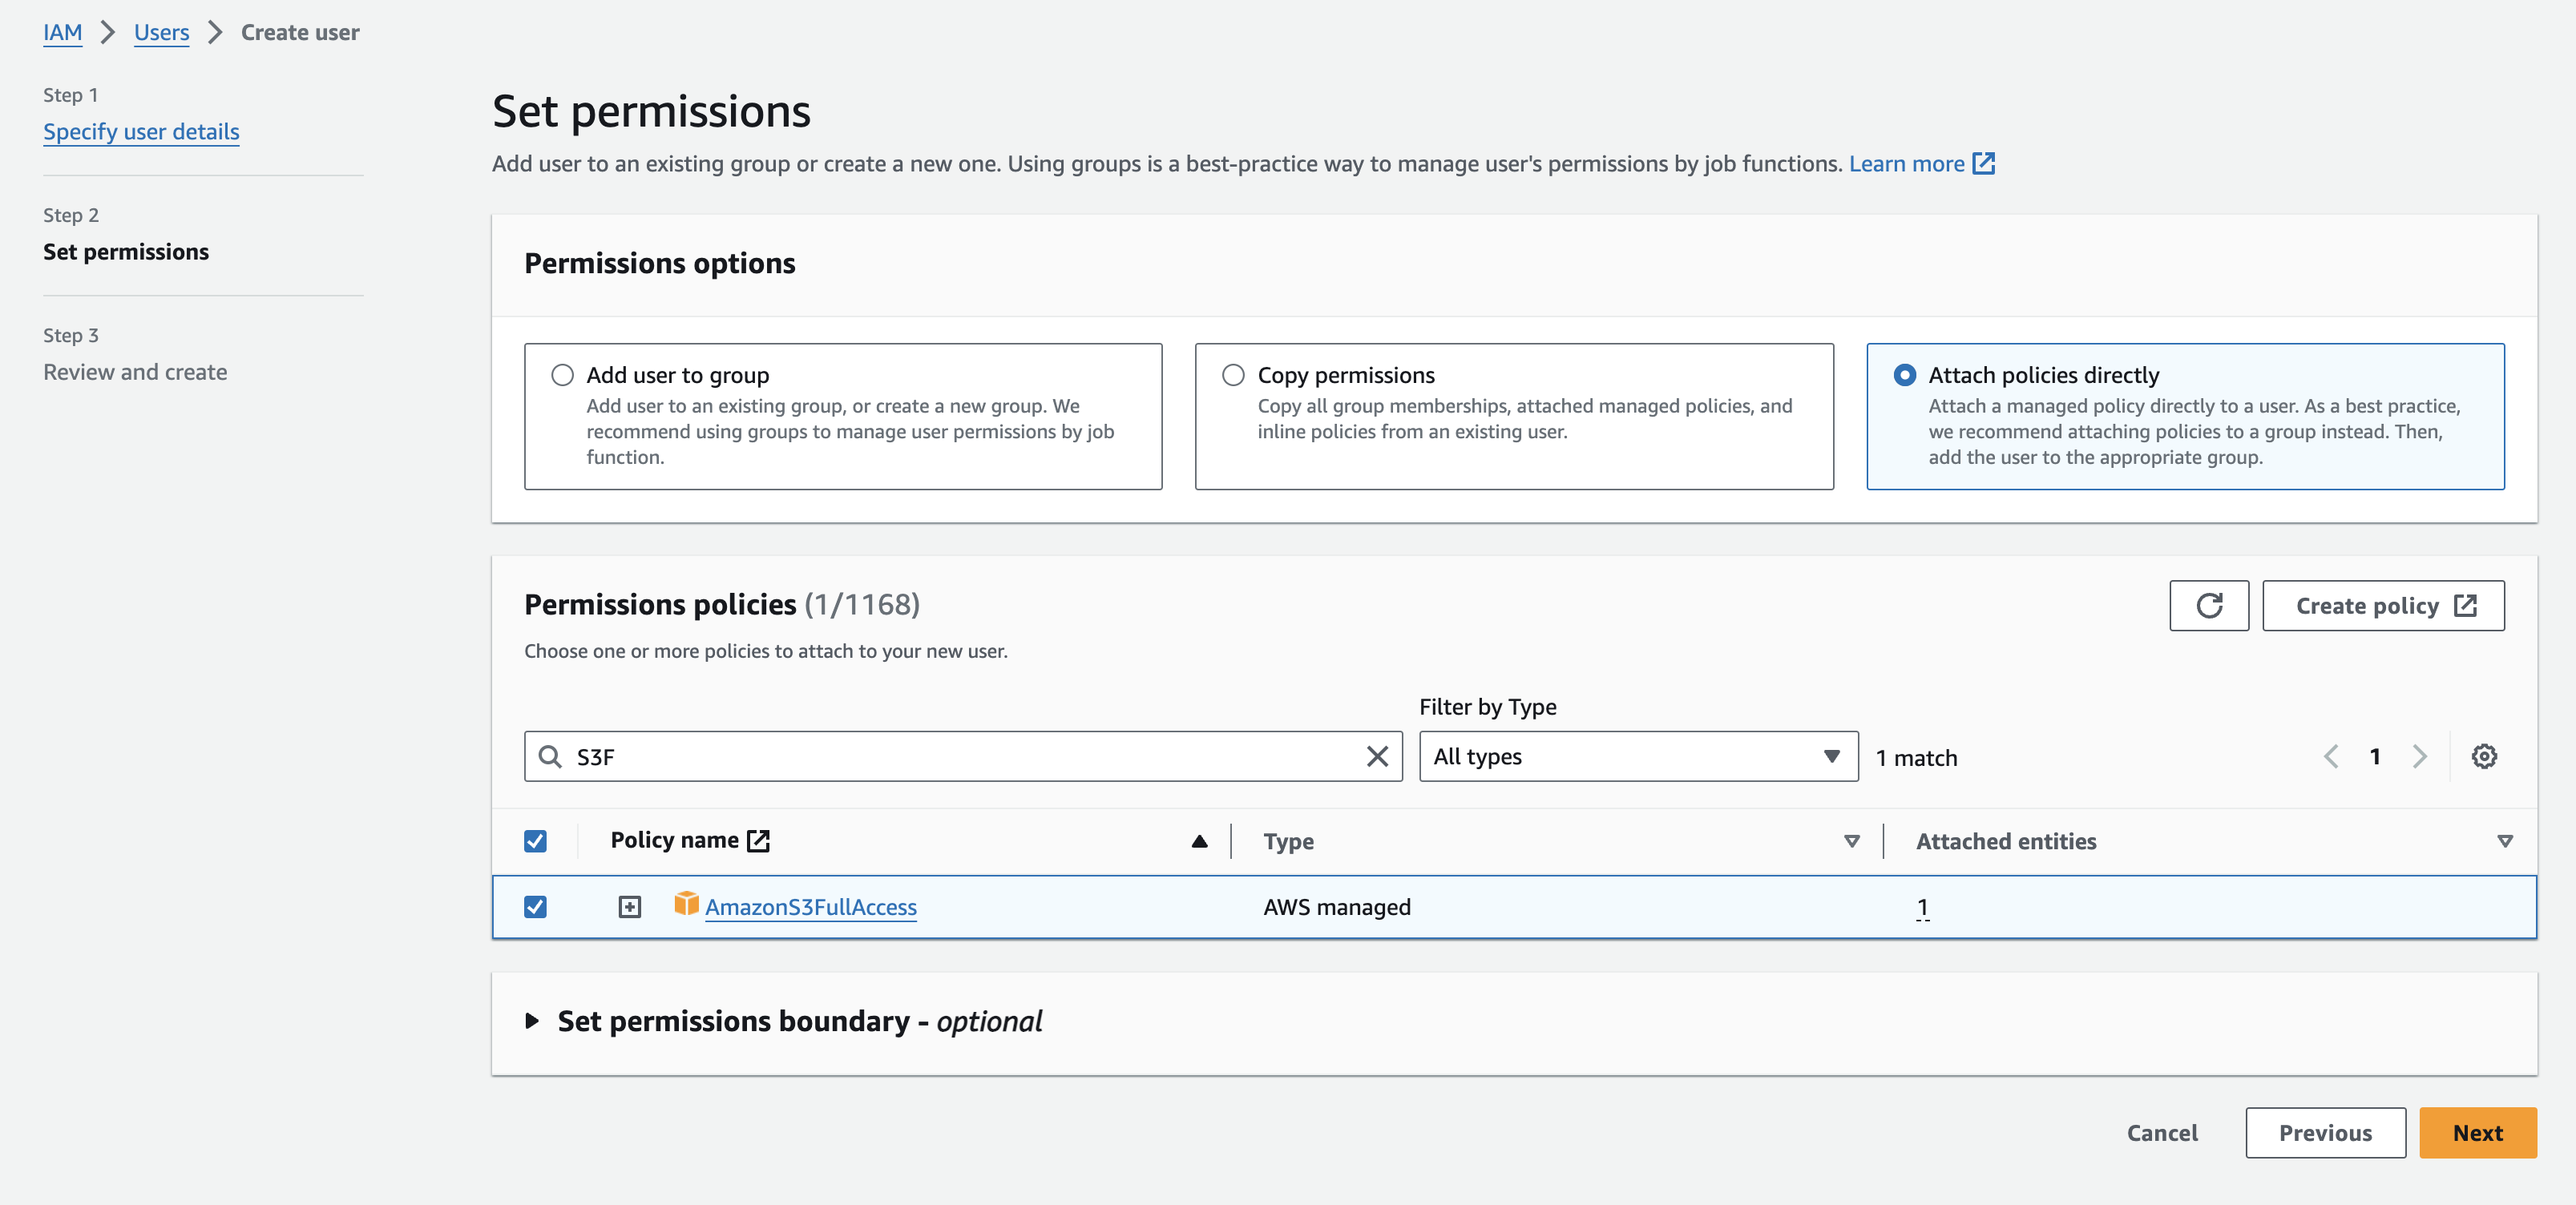 IAM > Users > Create user
Step 1
Specify user details
Step 2
Set permissions
Step 3
Review and create
Set permissions
Add user to an existing group or create a new one. Using groups is a best-practice way to manage user's permissions by job functions. Learn more
Permissions options
Add user to group
Add user to an existing group, or create a new group. We
recommend using groups to manage user permissions by job
function.
Copy permissions
Copy all group memberships, attached managed policies, and
inline policies from an existing user.
Attach policies directly
Attach a managed policy directly to a user. As a best practice,
we recommend attaching policies to a group instead. Then,
add the user to the appropriate group.
Permissions policies (1/1168)
Create policy
Choose one or more policies to attach to your new user.
Filter by Type
S3F
All types
1 match
1
Policy name
Type
Attached entities
AmazonS3FullAccess
AWS managed
1
Set permissions boundary - optional
Cancel
Previous
Next